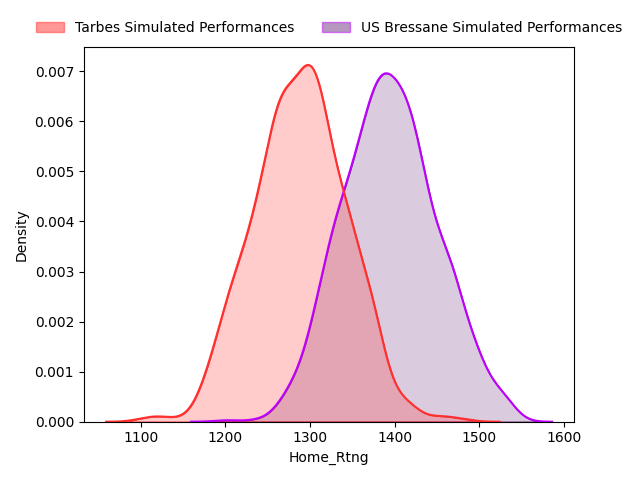 Tarbes Simulated Performances
US Bressane Simulated Performances
0.007
0.006
0.005
0.004
0.003
0.002
0.001
0.000
Density
1100 1200 1300 1400 1500 1600
Home_Rtng